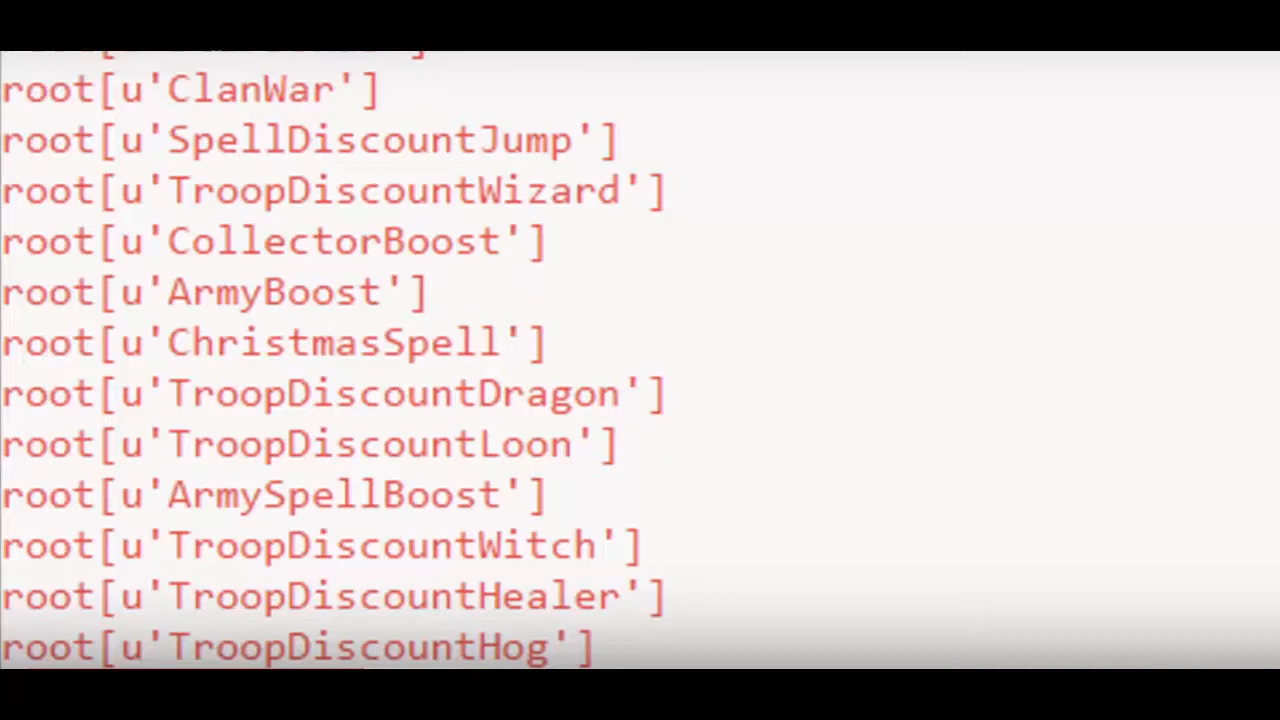 root[u'ClanWar']
root[u'SpellDiscountJump']
root[u'TroopDiscountWizard']
root[u'CollectorBoost']
root[u'ArmyBoost']
root[u'ChristmasSpell']
root[u'TroopDiscountDragon']
root[u'TroopDiscountLoon']
root[u'ArmySpellBoost']
root[u'TroopDiscountWitch']
root[u'TroopDiscountHealer']
root[u'TroopDiscountHog']